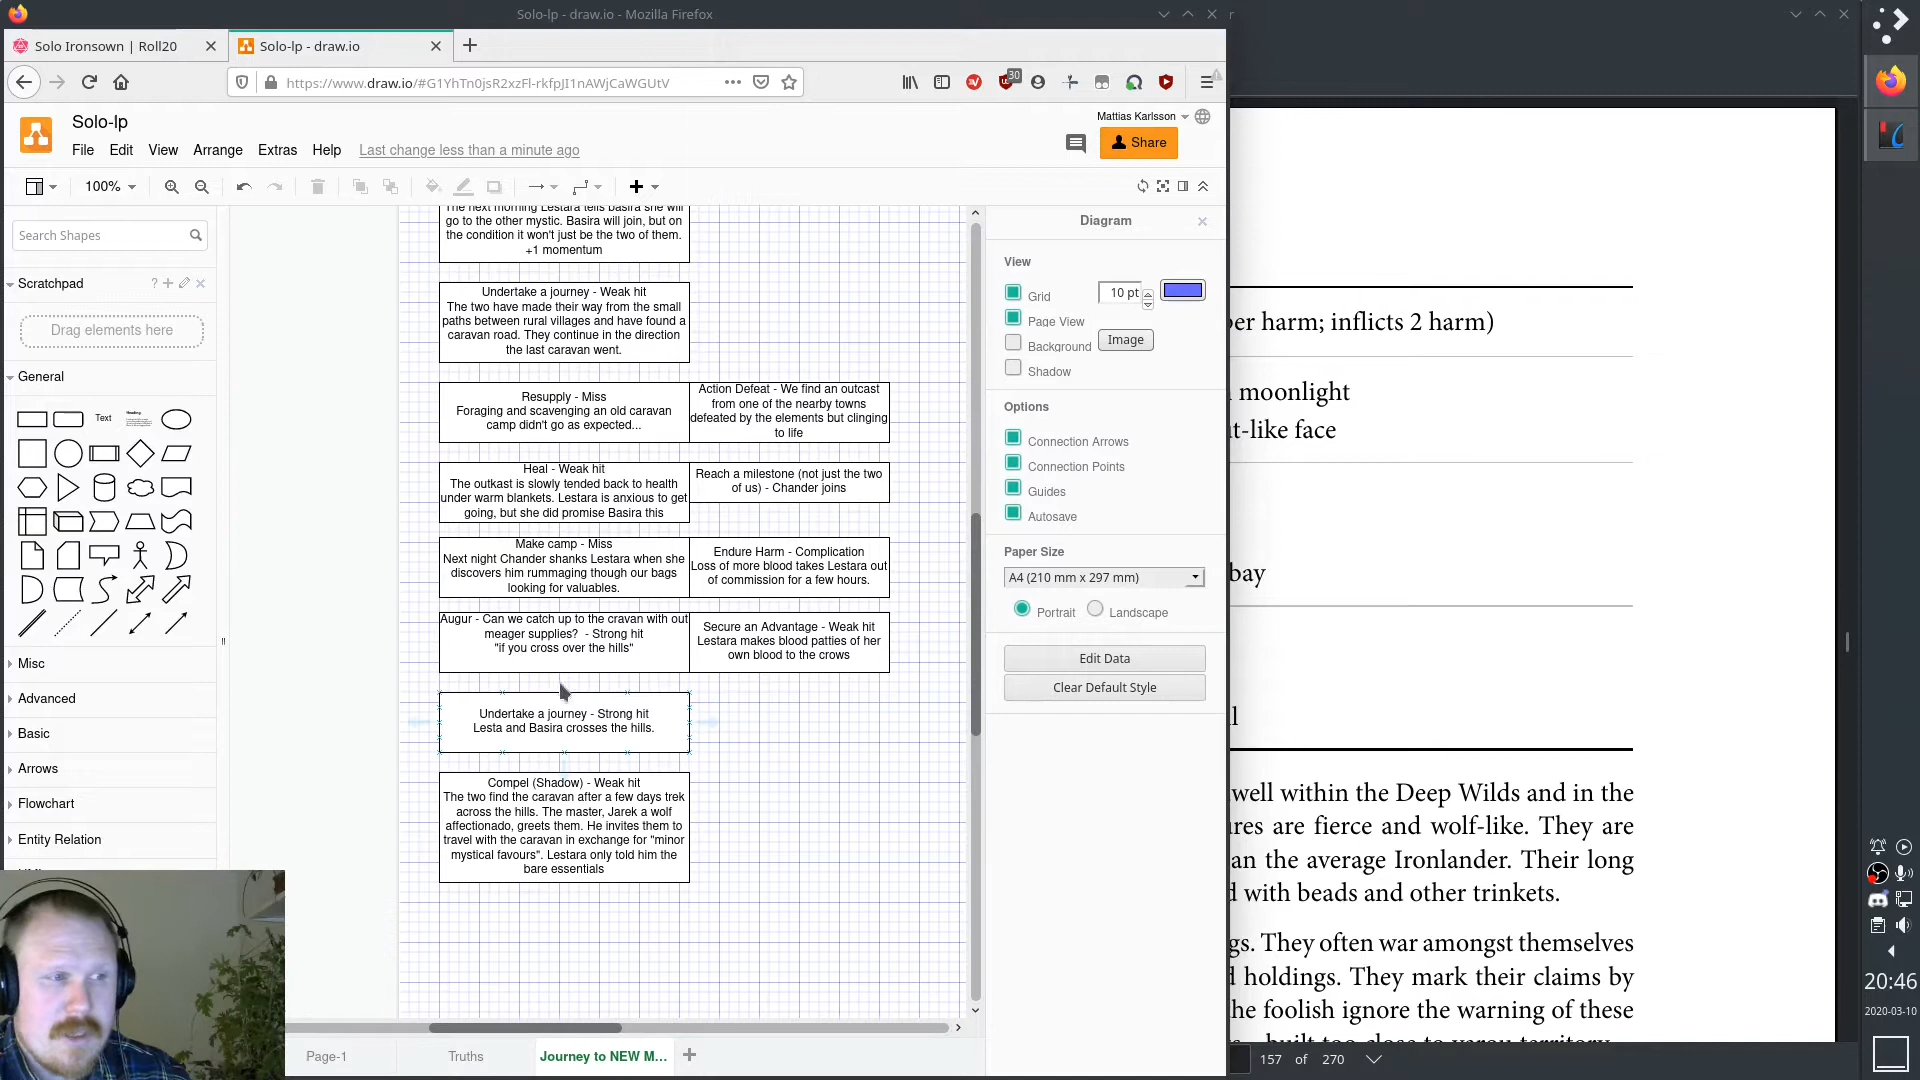 Solo-lp - draw.io - Mozilla Firefox
Solo Ironsown | Roll20
Solo-lp - draw.io
https://www.draw.io/#G1YhTn0jsR2xzFl-rkfpJI1nAWjCaWGUtV
30
Solo-lp
Mattias Karlsson
File Edit View Arrange Extras Help Last change less than a minute ago
Share
100%
Search Shapes
Scratchpad
Drag elements here
General
Text
Heading
Misc
Advanced
Basic
Arrows
Flowchart
Entity Relation
The next morning Lestara tells basira she will
go to the other mystic. Basira will join, but on
the condition it won't just be the two of them.
+1 momentum
Undertake a journey - Weak hit
The two have made their way from the small
paths between rural villages and have found a
caravan road. They continue in the direction
the last caravan went.
Resupply - Miss
Foraging and scavenging an old caravan
camp didn't go as expected...
Action Defeat - We find an outcast
from one of the nearby towns
defeated by the elements but clinging
to life
Heal - Weak hit
The outkast is slowly tended back to health
under warm blankets. Lestara is anxious to get
going, but she did promise Basira this
Reach a milestone (not just the two
of us) - Chander joins
Make camp - Miss
Next night Chander shanks Lestara when she
discovers him rummaging though our bags
looking for valuables.
Endure Harm - Complication
Loss of more blood takes Lestara out
of commission for a few hours.
Augur - Can we catch up to the cravan with out
meager supplies? - Strong hit
"if you cross over the hills"
Secure an Advantage - Weak hit
Lestara makes blood patties of her
own blood to the crows
Undertake a journey - Strong hit
Lesta and Basira crosses the hills.
Compel (Shadow) - Weak hit
The two find the caravan after a few days trek
across the hills. The master, Jarek a wolf
affectionado, greets them. He invites them to
travel with the caravan in exchange for "minor
mystical favours". Lestara only told him the
bare essentials
Page-1
Truths
Journey to NEW M...
Diagram
View
Grid
10 pt
Page View
Background
Image
Shadow
Options
Connection Arrows
Connection Points
Guides
Autosave
Paper Size
A4 (210 mm x 297 mm)
Portrait
Landscape
Edit Data
Clear Default Style
per harm; inflicts 2 harm)
moonlight
t-like face
bay
well within the Deep Wilds and in the
res are fierce and wolf-like. They are
an the average Ironlander. Their long
d with beads and other trinkets.
gs. They often war amongst themselves
d holdings. They mark their claims by
he foolish ignore the warning of these
built too close to varou territory
157 of 270
20:46
2020-03-10